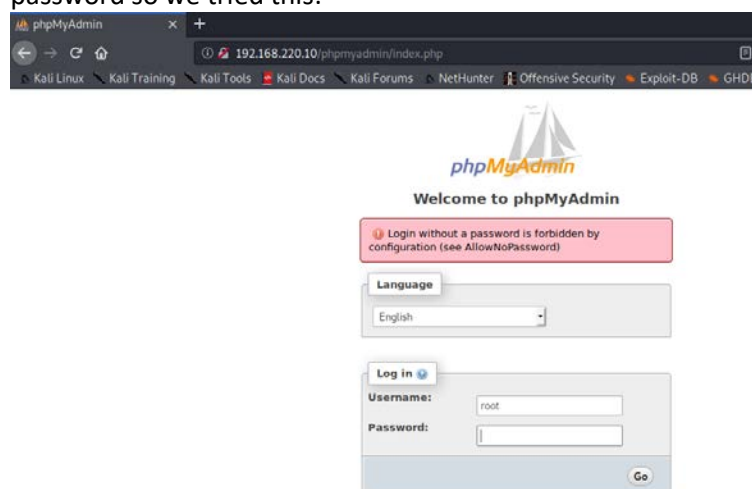 password so we tried this:
phpMyAdmin × +
192.168.220.10/phpmyadmin/index.php
Kali Linux Kali Training Kali Tools Kali Docs Kali Forums NetHunter Offensive Security Exploit-DB GHD
phpMyAdmin
Welcome to phpMyAdmin
Login without a password is forbidden by
configuration (see AllowNoPassword)
Language
English
Log in
Username:
root
Password:
Go